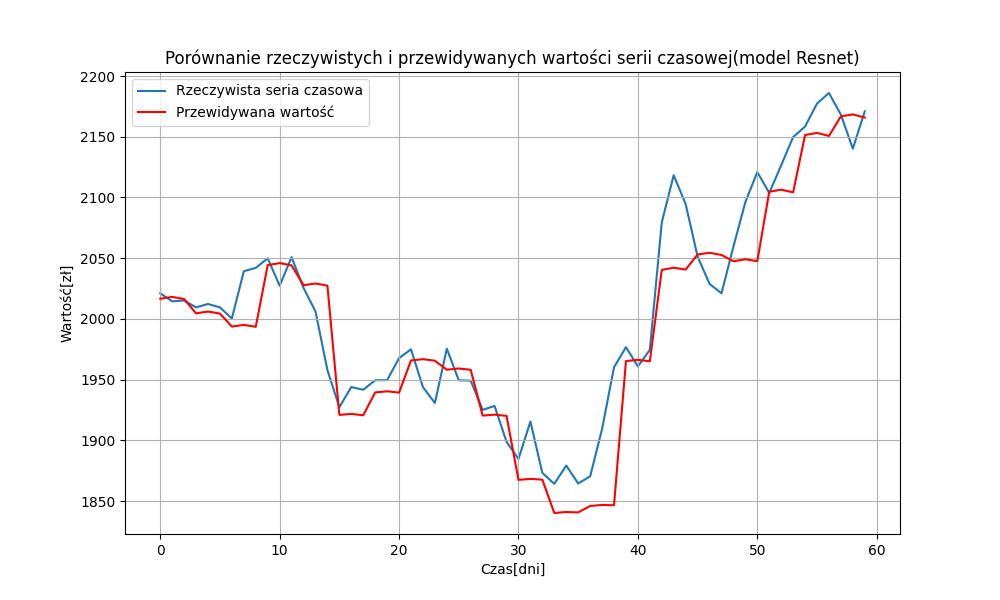 Porównanie rzeczywistych i przewidywanych wartości serii czasowej(model Resnet)
Rzeczywista seria czasowa
Przewidywana wartość
2200
2150
2100
2050
2000
1950
1900
1850
Wartość[zł]
0 10 20 30 40 50 60
Czas[dni]